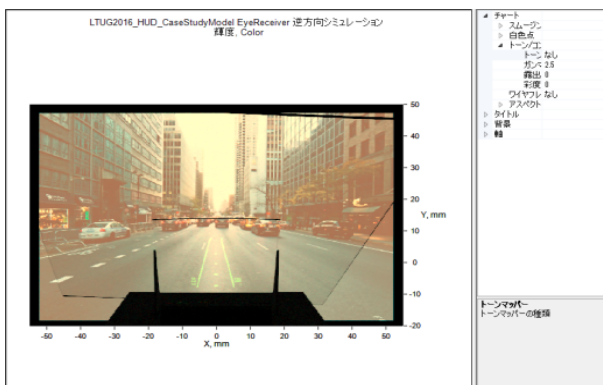 LTUG2016_HUD_CaseStudyModel EyeReceiver 逆方向シミュレーション
輝度, Color
50
40
30
20
10
0
-10
-20
Y, mm
-50 -40 -30 -20 -10 0 10 20 30 40 50
X, mm
チャート
スムージン
白色点
トーン/コン
トーン なし
ガンマ 2.5
露出 0
彩度 0
ワイヤフレ なし
アスペクト
タイトル
背景
軸
トーンマッパー
トーンマッパーの種類